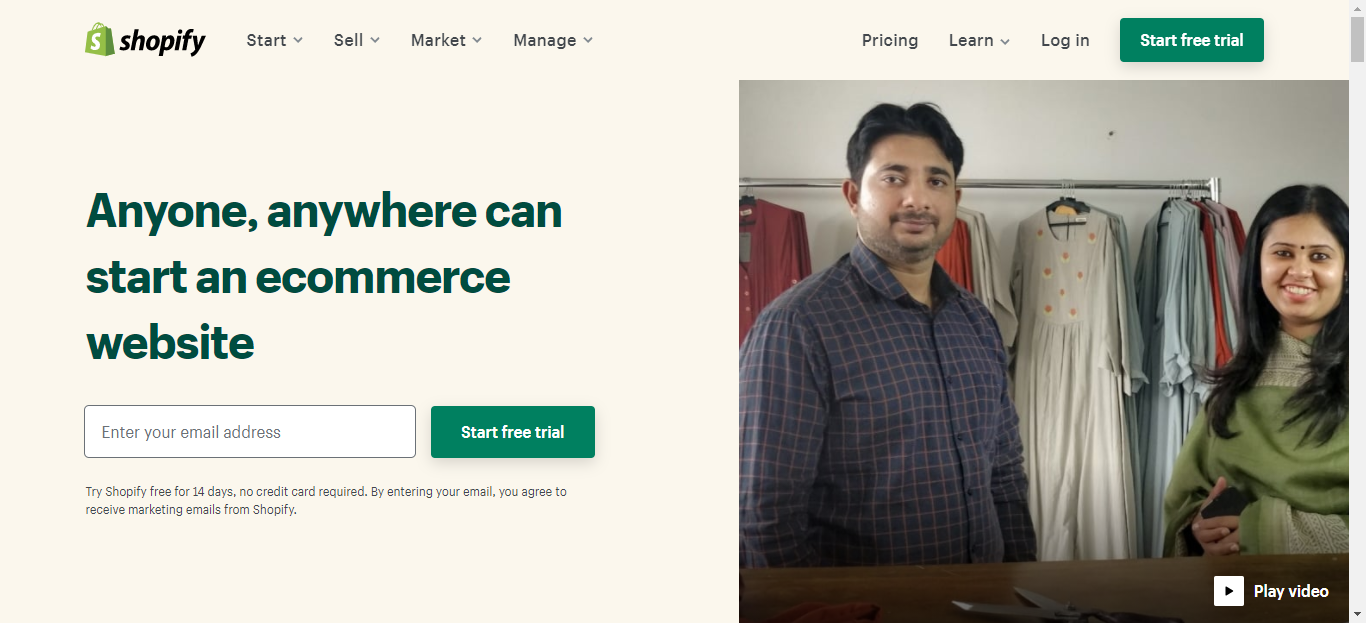 shopify
Start
Sell
Market
Manage
Pricing
Learn
Log in
Start free trial
Anyone, anywhere can
start an ecommerce
website
Enter your email address
Start free trial
Try Shopify free for 14 days, no credit card required. By entering your email, you agree to
receive marketing emails from Shopify.
Play video